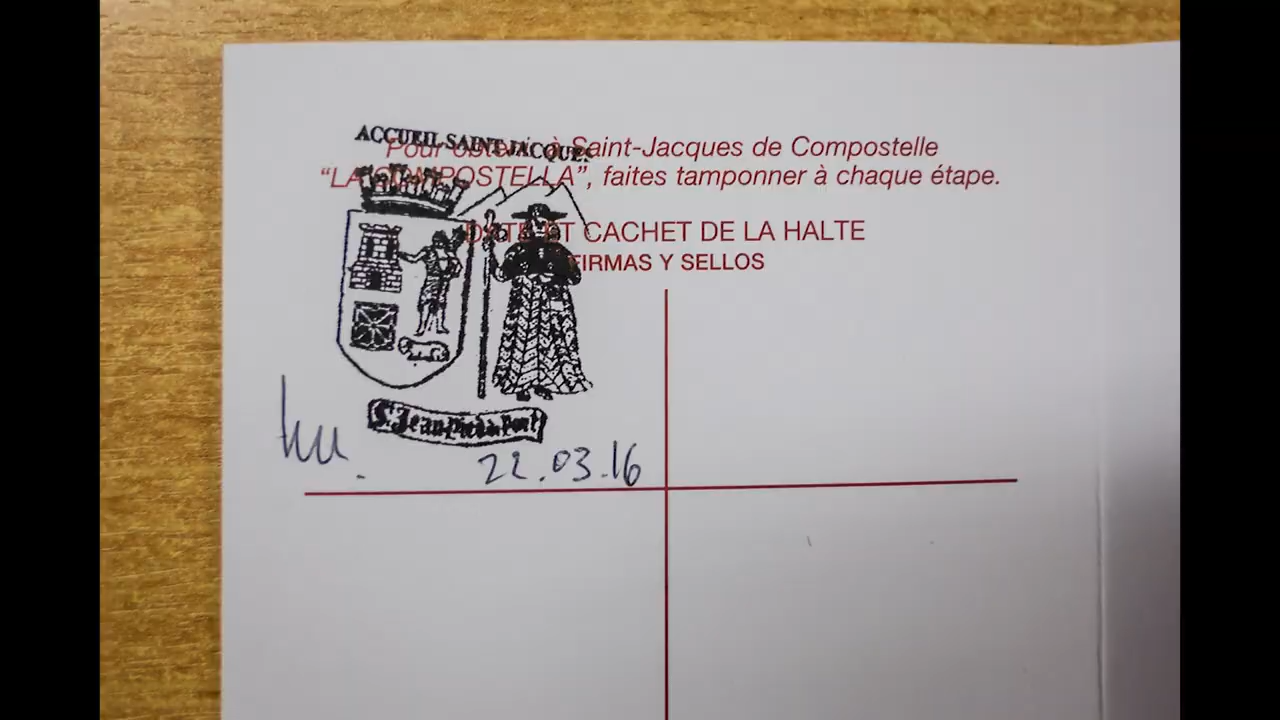 ACCUEIL SAINT-JACQUES
Pour obtenir à Saint-Jacques de Compostelle
“LA COMPOSTELLA”, faites tamponner à chaque étape.
DATE ET CACHET DE LA HALTE
FIRMAS Y SELLOS
St Jean Pied de Port
22.03.16